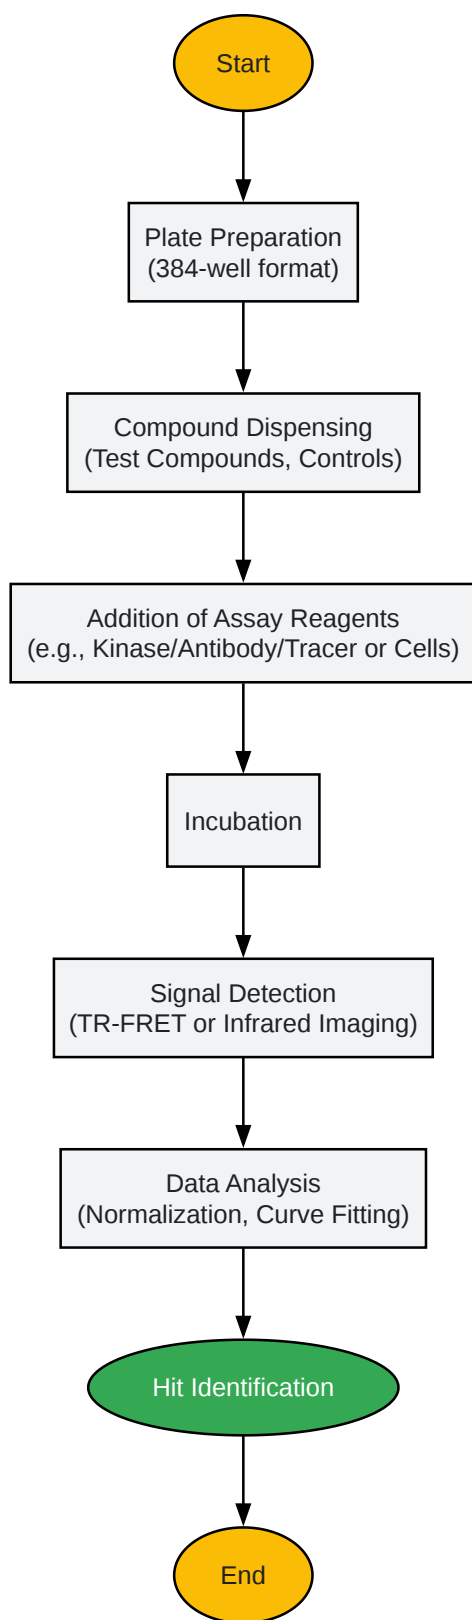 Start
Plate Preparation
(384-well format)
Compound Dispensing
(Test Compounds, Controls)
Addition of Assay Reagents
(e.g., Kinase/Antibody/Tracer or Cells)
Incubation
Signal Detection
(TR-FRET or Infrared Imaging)
Data Analysis
(Normalization, Curve Fitting)
Hit Identification
End